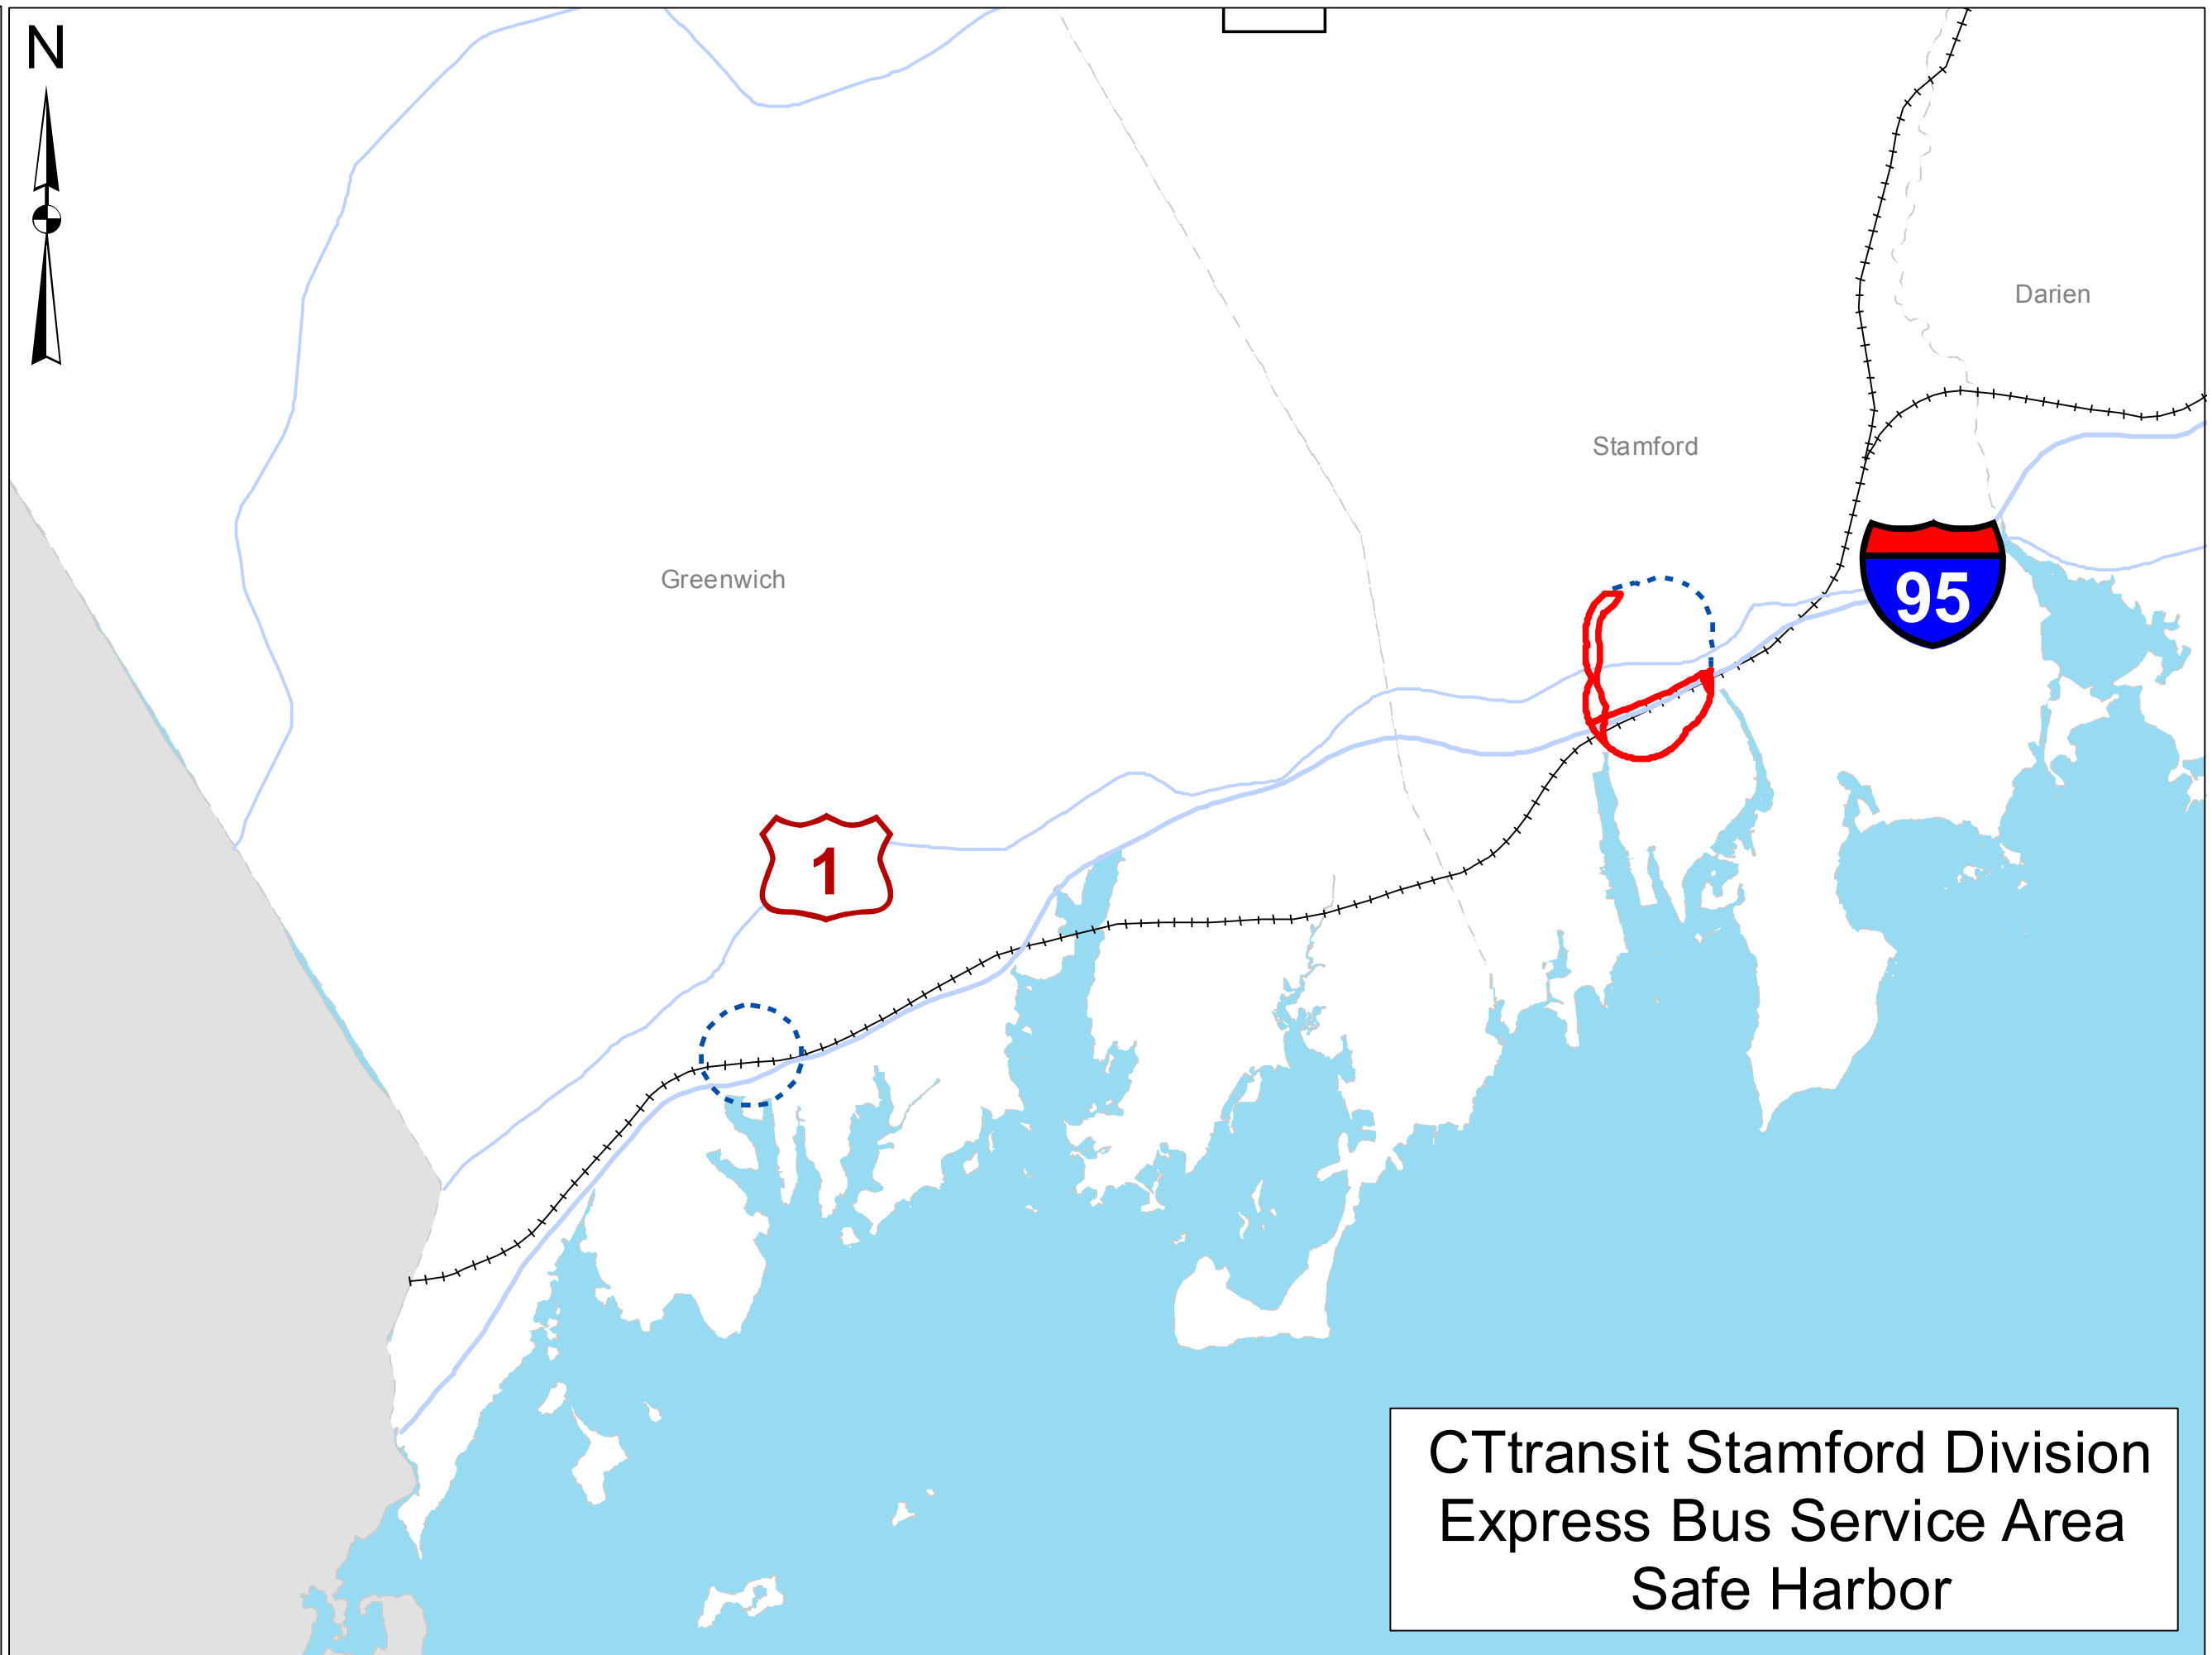 N
Darien
Stamford
Greenwich
95
1
CTtransit Stamford Division
Express Bus Service Area
Safe Harbor